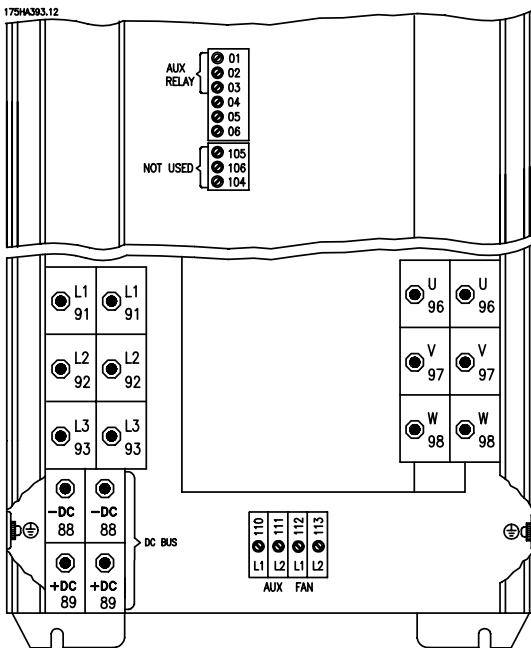 175HA393.12
AUX
RELAY
01
02
03
04
05
06
NOT USED
105
106
104
L1
91
L1
91
L2
92
L2
92
L3
93
L3
93
U
96
U
96
V
97
V
97
W
98
W
98
-DC
88
-DC
88
+DC
89
+DC
89
DC BUS
110
111
112
113
L1
L2
L1
L2
AUX FAN